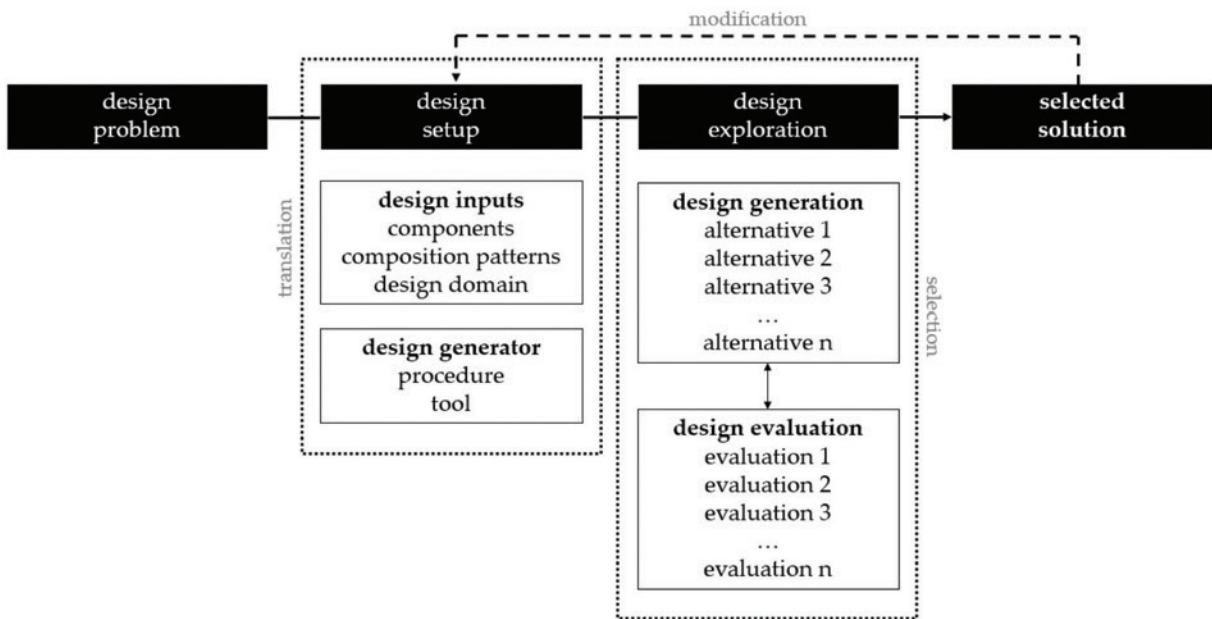 modification
design
problem
design
setup
design
exploration
selected
solution
translation
design inputs
components
composition patterns
design domain
design generator
procedure
tool
design generation
alternative 1
alternative 2
alternative 3
...
alternative n
design evaluation
evaluation 1
evaluation 2
evaluation 3
...
evaluation n
selection